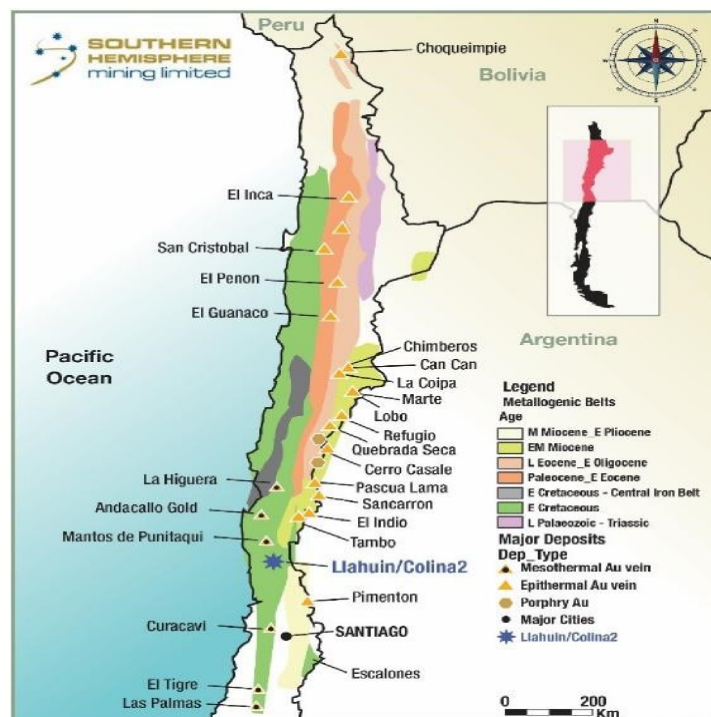 Peru
SOUTHERN
HEMISPHERE
mining limited
Choqueimpie
Bolivia
El Inca
San Cristobal
El Penon
El Guanaco
Argentina
Pacific
Ocean
Chimberos
Can Can
La Coipa
Marte
Lobo
Refugio
Quebrada Seca
Cerro Casale
Pascua Lama
Sancarron
El Indio
Tambo
La Higuera
Andacallo Gold
Mantos de Punitaqui
Llahuin/Colina2
Pimenton
Curacavi
SANTIAGO
Escalones
El Tigre
Las Palmas
Legend
Metallogenic Belts
Age
M Miocene_E Pliocene
EM Miocene
L Eocene_E Oligocene
Paleocene_E Eocene
E Cretaceous - Central Iron Belt
E Cretaceous
L Palaeozoic - Triassic
Major Deposits
Dep_Type
Mesothermal Au vein
Epithermal Au vein
Porphry Au
Major Cities
Llahuin/Colina2
0 200
Km